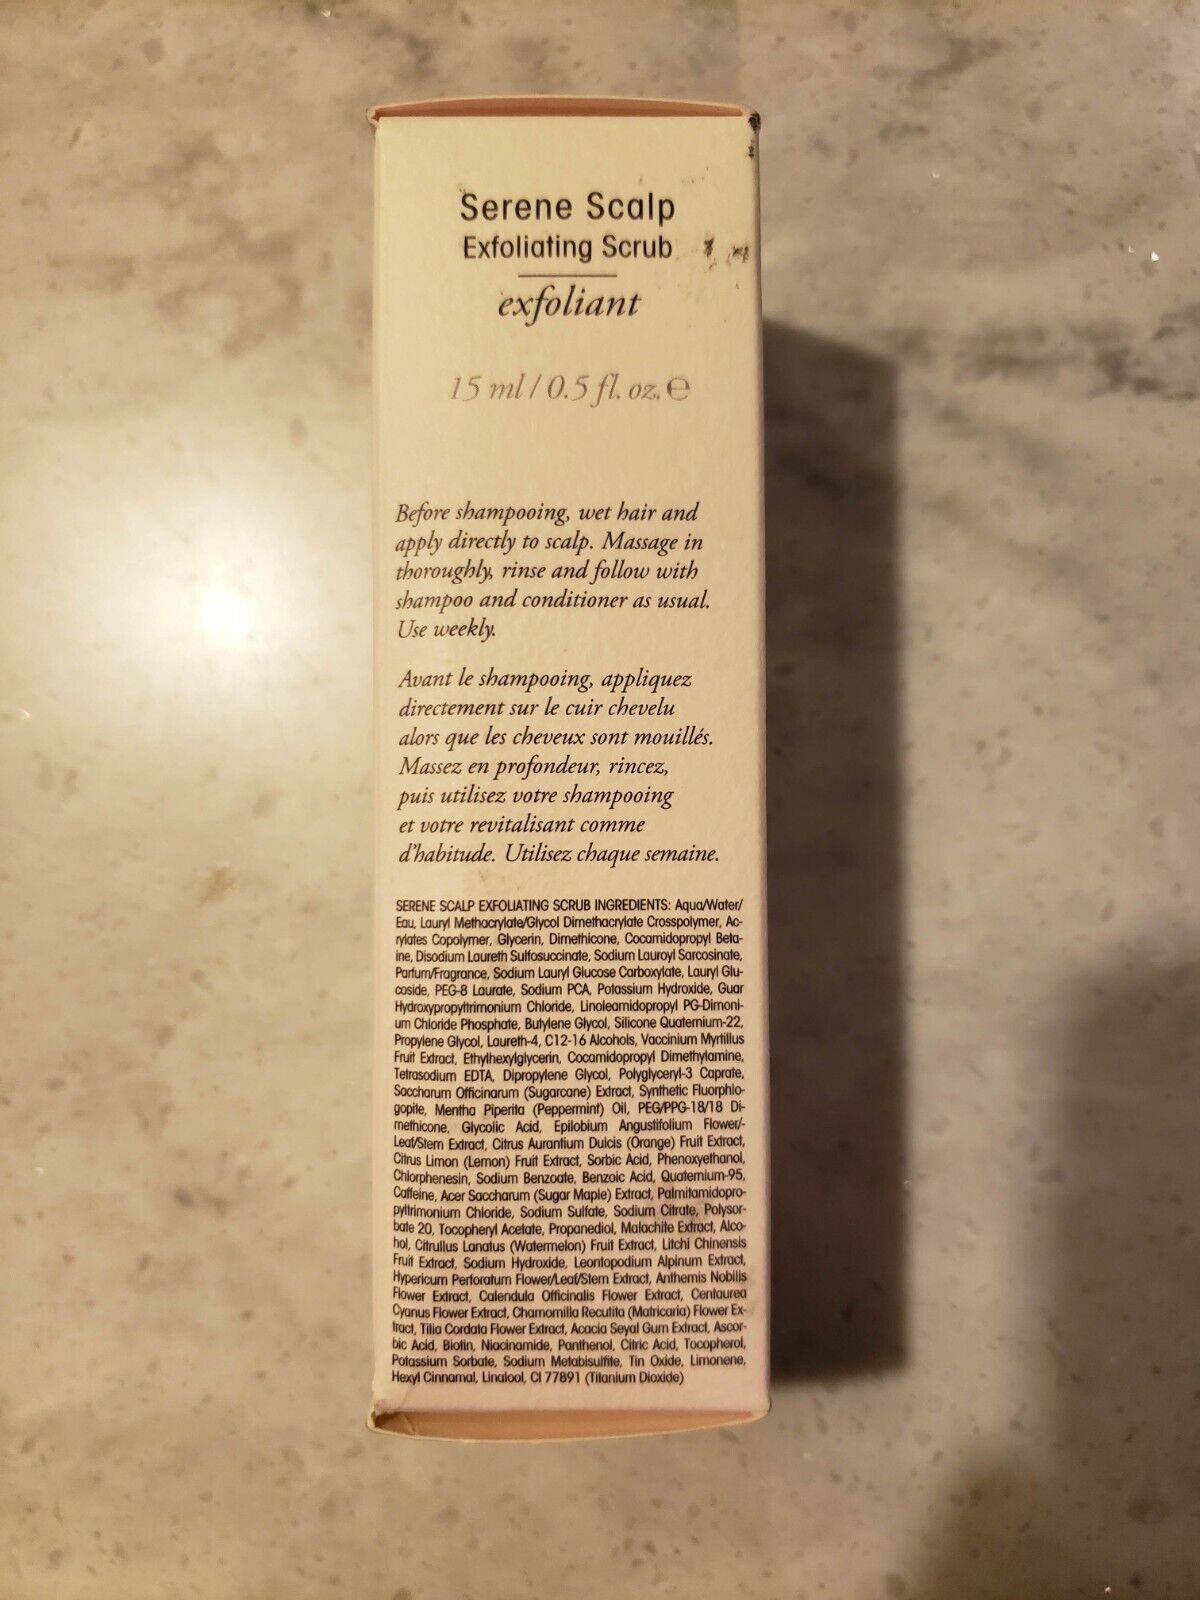 Serene Scalp
Exfoliating Scrub
exfoliant
15 ml / 0.5 fl. oz. ℮
Before shampooing, wet hair and
apply directly to scalp. Massage in
thoroughly, rinse and follow with
shampoo and conditioner as usual.
Use weekly.
Avant le shampooing, appliquez
directement sur le cuir chevelu
alors que les cheveux sont mouillés.
Massez en profondeur, rincez,
puis utilisez votre shampooing
et votre revitalisant comme
d'habitude. Utilisez chaque semaine.
SERENE SCALP EXFOLIATING SCRUB INGREDIENTS: Aqua/Water/
Eau, Lauryl Methacrylate/Glycol Dimethacrylate Crosspolymer, Ac-
rylates Copolymer, Glycerin, Dimethicone, Cocamidopropyl Beta-
ine, Disodium Laureth Sulfosuccinate, Sodium Lauroyl Sarcosinate,
Parfum/Fragrance, Sodium Lauryl Glucose Carboxylate, Lauryl Glu-
coside, PEG-8 Laurate, Sodium PCA, Potassium Hydroxide, Guar
Hydroxypropyltrimonium Chloride, Linoleamidopropyl PG-Dimoni-
um Chloride Phosphate, Butylene Glycol, Silicone Quaternium-22,
Propylene Glycol, Laureth-4, C12-16 Alcohols, Vaccinium Myrtillus
Fruit Extract, Ethylhexylglycerin, Cocamidopropyl Dimethylamine,
Tetrasodium EDTA, Dipropylene Glycol, Polyglyceryl-3 Caprate,
Saccharum Officinarum (Sugarcane) Extract, Synthetic Fluorphlo-
gopite, Mentha Piperita (Peppermint) Oil, PEG/PPG-18/18 Di-
methicone, Glycolic Acid, Epilobium Angustifolium Flower/-
Leaf/Stem Extract, Citrus Aurantium Dulcis (Orange) Fruit Extract,
Citrus Limon (Lemon) Fruit Extract, Sorbic Acid, Phenoxyethanol,
Chlorphenesin, Sodium Benzoate, Benzoic Acid, Quaternium-95,
Caffeine, Acer Saccharum (Sugar Maple) Extract, Palmitamidopro-
pyltrimonium Chloride, Sodium Sulfate, Sodium Citrate, Polysor-
bate 20, Tocopheryl Acetate, Propanediol, Malachite Extract, Alco-
hol, Citrullus Lanatus (Watermelon) Fruit Extract, Litchi Chinensis
Fruit Extract, Sodium Hydroxide, Leontopodium Alpinum Extract,
Hypericum Perforatum Flower/Leaf/Stem Extract, Anthemis Nobilis
Flower Extract, Calendula Officinalis Flower Extract, Centaurea
Cyanus Flower Extract, Chamomilla Recutita (Matricaria) Flower Ex-
tract, Tilia Cordata Flower Extract, Acacia Seyal Gum Extract, Ascor-
bic Acid, Biotin, Niacinamide, Panthenol, Citric Acid, Tocopherol,
Potassium Sorbate, Sodium Metabisulfite, Tin Oxide, Limonene,
Hexyl Cinnamal, Linalool, CI 77891 (Titanium Dioxide)